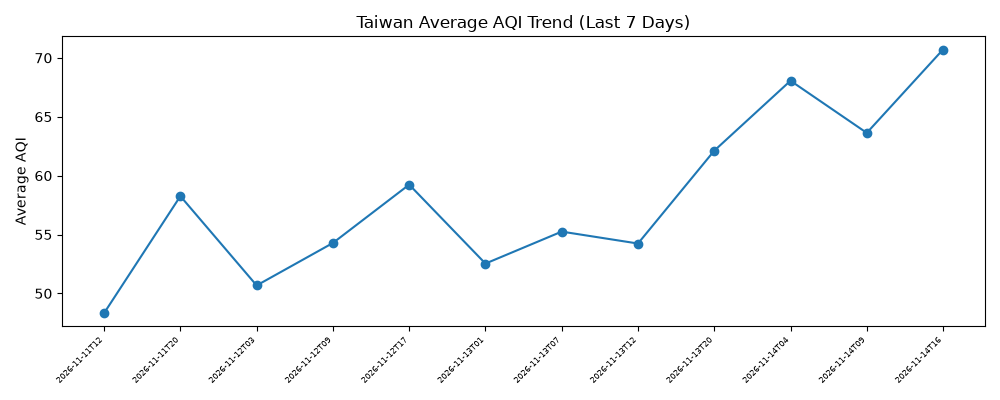 Taiwan Average AQI Trend (Last 7 Days)
Average AQI
70
65
60
55
50
2026-11-11T12
2026-11-11T20
2026-11-12T03
2026-11-12T09
2026-11-12T17
2026-11-13T01
2026-11-13T07
2026-11-13T12
2026-11-13T20
2026-11-14T04
2026-11-14T09
2026-11-14T16